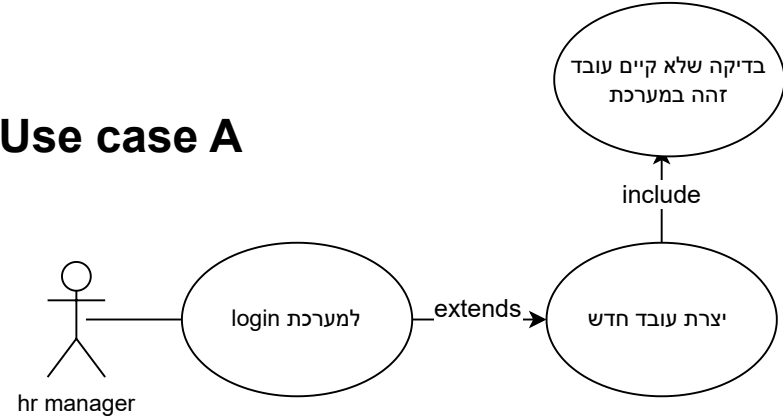 בדיקה שלא קיים עובד
זהה במערכת
Use case A
include
למערכת login
extends
יצרת עובד חדש
hr manager